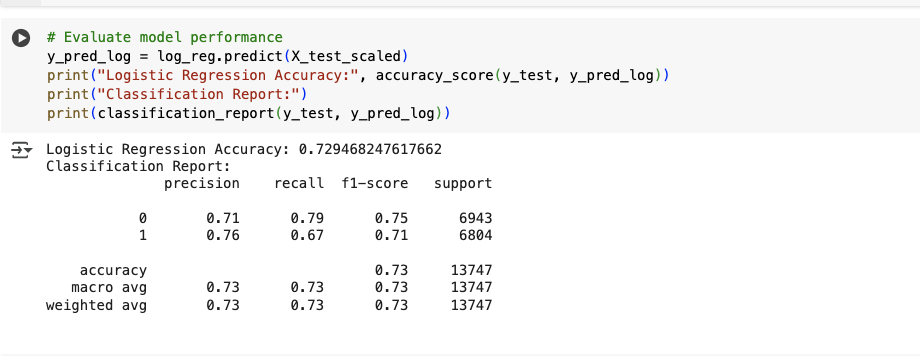 # Evaluate model performance
y_pred_log = log_reg.predict(X_test_scaled)
print("Logistic Regression Accuracy:", accuracy_score(y_test, y_pred_log))
print("Classification Report:")
print(classification_report(y_test, y_pred_log))
Logistic Regression Accuracy: 0.729468247617662
Classification Report:
precision recall f1-score support
0 0.71 0.79 0.75 6943
1 0.76 0.67 0.71 6804
accuracy 0.73 13747
macro avg 0.73 0.73 0.73 13747
weighted avg 0.73 0.73 0.73 13747